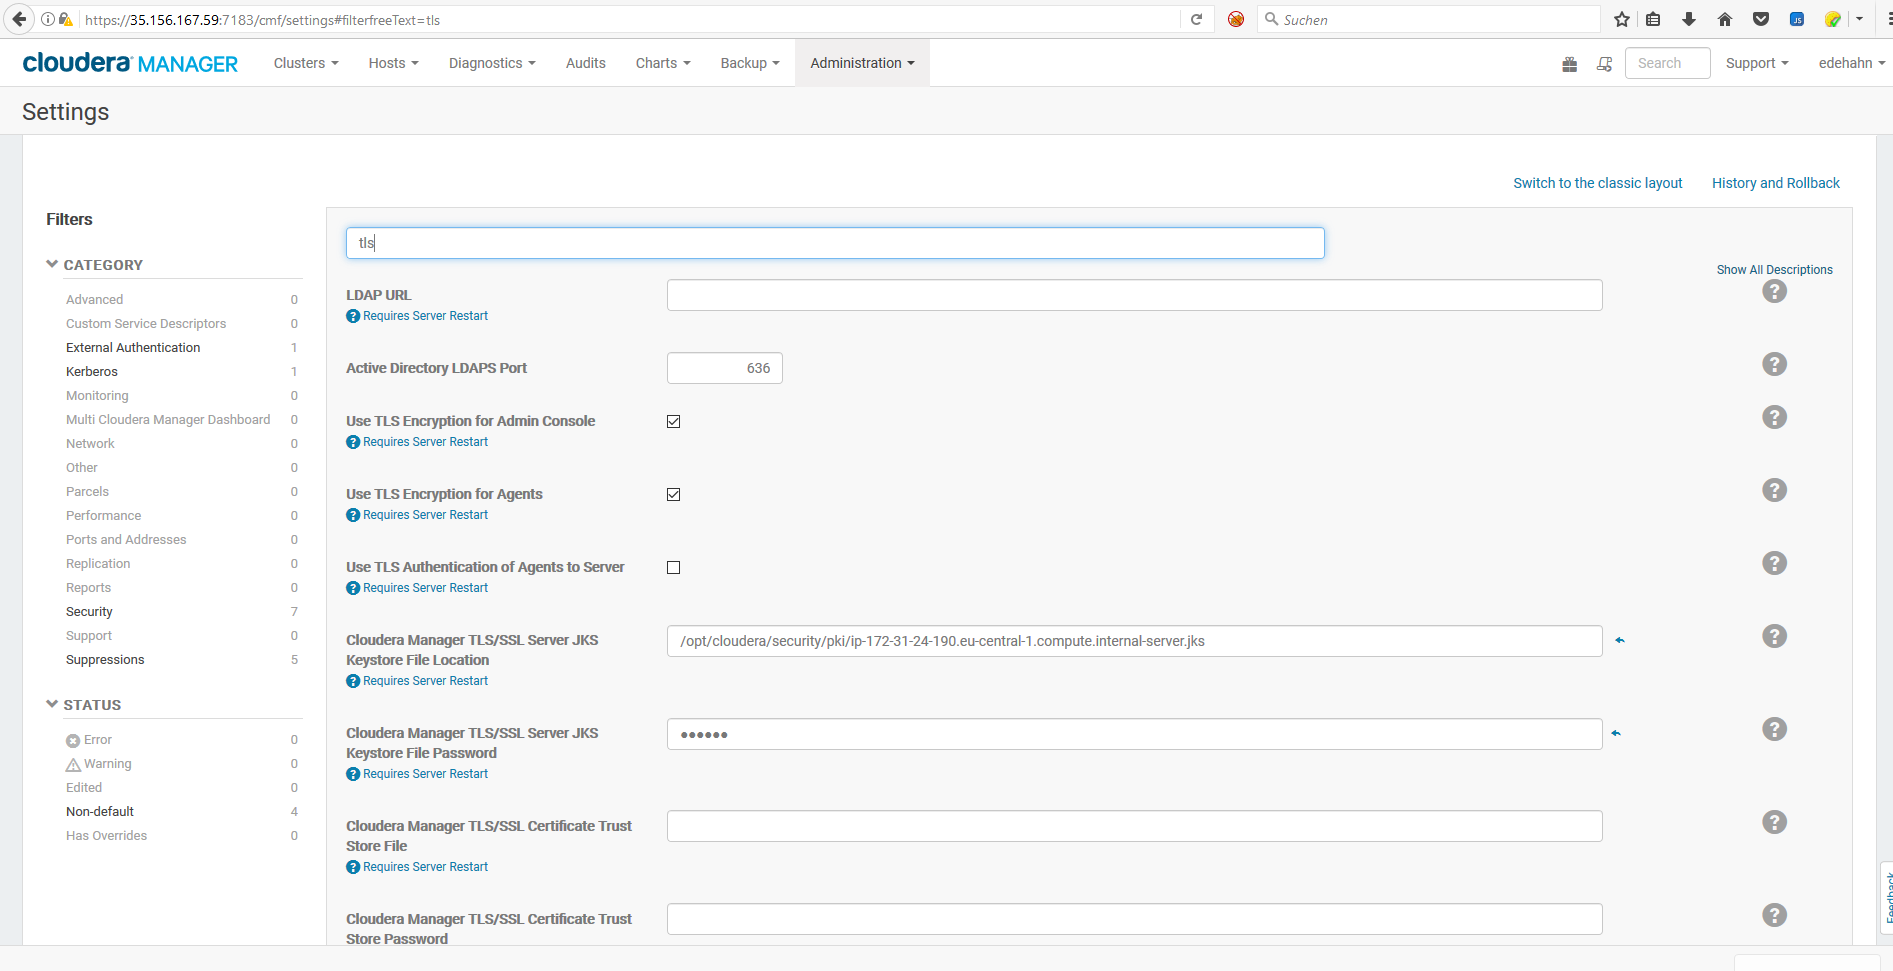 https://35.156.167.59:7183/cmf/settings#filterfreeText=tls
Suchen
cloudera MANAGER
Clusters
Hosts
Diagnostics
Audits
Charts
Backup
Administration
Search
Support
edehahn
Settings
Switch to the classic layout
History and Rollback
Filters
CATEGORY
Advanced 0
Custom Service Descriptors 0
External Authentication 1
Kerberos 1
Monitoring 0
Multi Cloudera Manager Dashboard 0
Network 0
Other 0
Parcels 0
Performance 0
Ports and Addresses 0
Replication 0
Reports 0
Security 7
Support 0
Suppressions 5
STATUS
Error 0
Warning 0
Edited 0
Non-default 4
Has Overrides 0
tls
Show All Descriptions
LDAP URL
Requires Server Restart
Active Directory LDAPS Port
636
Use TLS Encryption for Admin Console
Requires Server Restart
Use TLS Encryption for Agents
Requires Server Restart
Use TLS Authentication of Agents to Server
Requires Server Restart
Cloudera Manager TLS/SSL Server JKS
Keystore File Location
/opt/cloudera/security/pki/ip-172-31-24-190.eu-central-1.compute.internal-server.jks
Requires Server Restart
Cloudera Manager TLS/SSL Server JKS
Keystore File Password
••••••
Requires Server Restart
Cloudera Manager TLS/SSL Certificate Trust
Store File
Requires Server Restart
Cloudera Manager TLS/SSL Certificate Trust
Store Password
Feedback